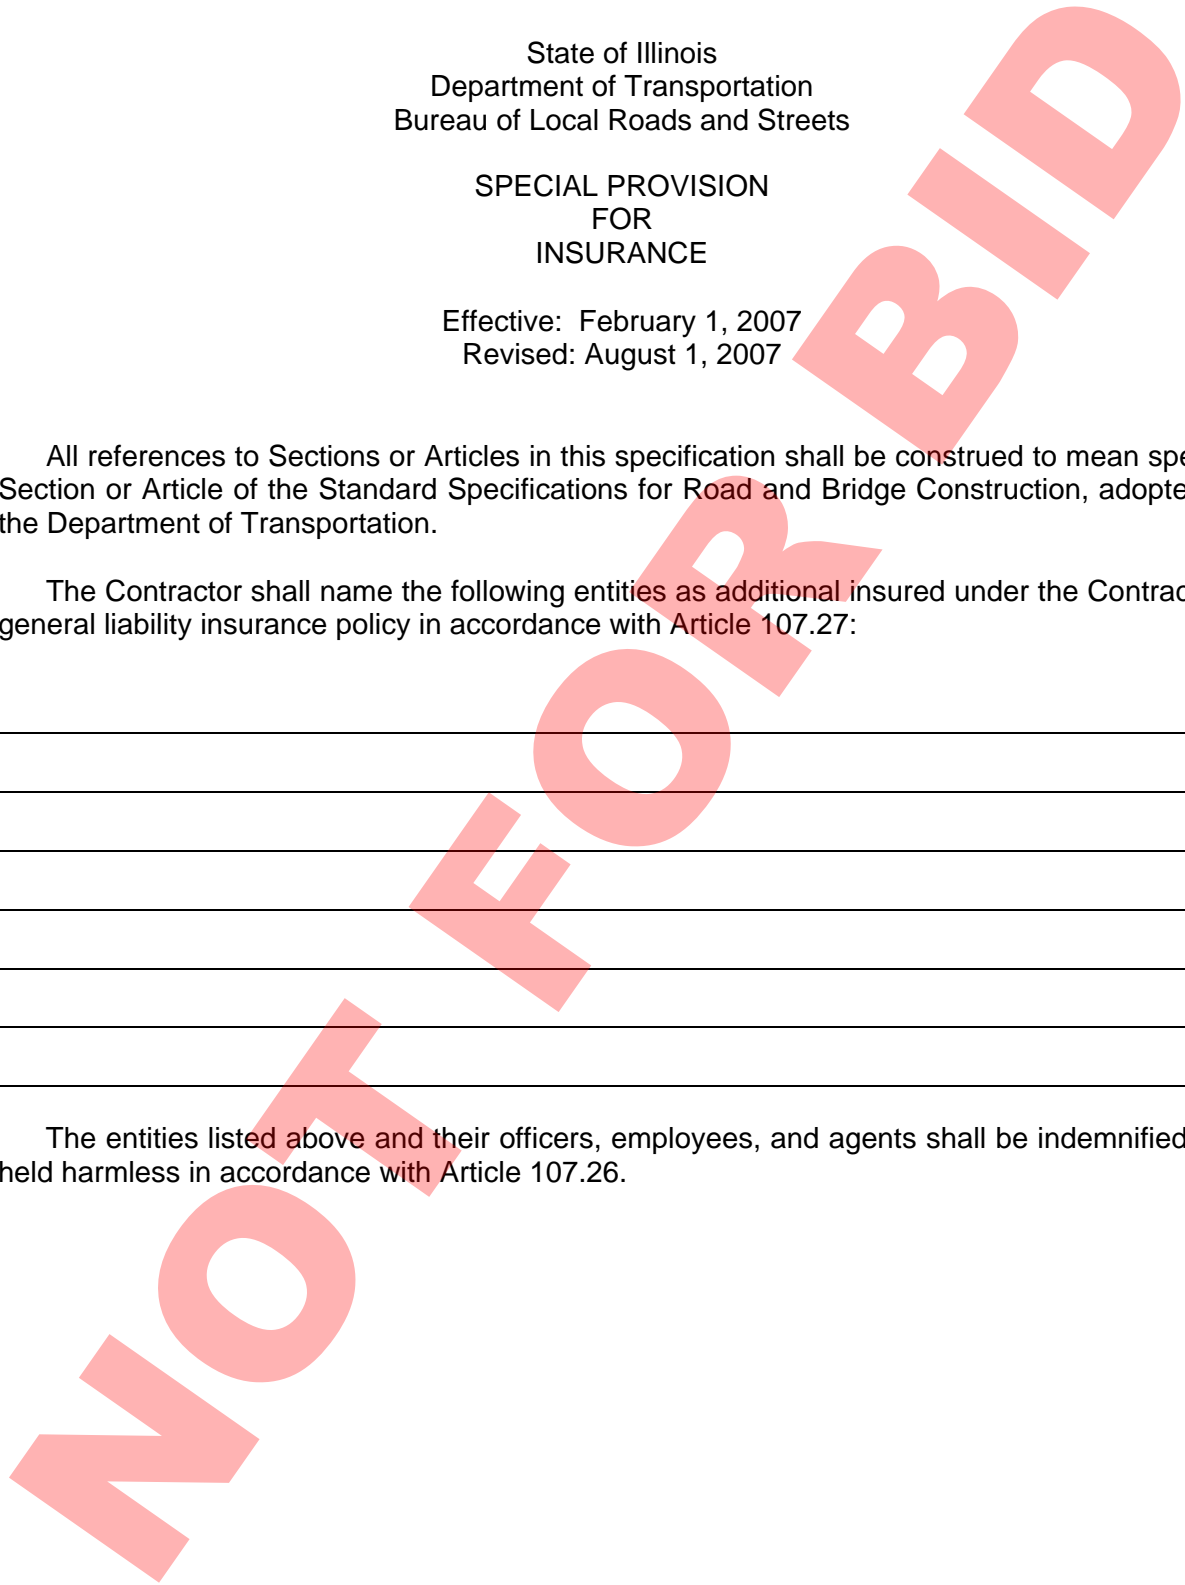 State of Illinois
Department of Transportation
Bureau of Local Roads and Streets
SPECIAL PROVISION
FOR
INSURANCE
Effective: February 1, 2007
Revised: August 1, 2007
All references to Sections or Articles in this specification shall be construed to mean spe
Section or Article of the Standard Specifications for Road and Bridge Construction, adopte
the Department of Transportation.
The Contractor shall name the following entities as additional insured under the Contrac
general liability insurance policy in accordance with Article 107.27:
The entities listed above and their officers, employees, and agents shall be indemnified
held harmless in accordance with Article 107.26.
NOT FOR BID